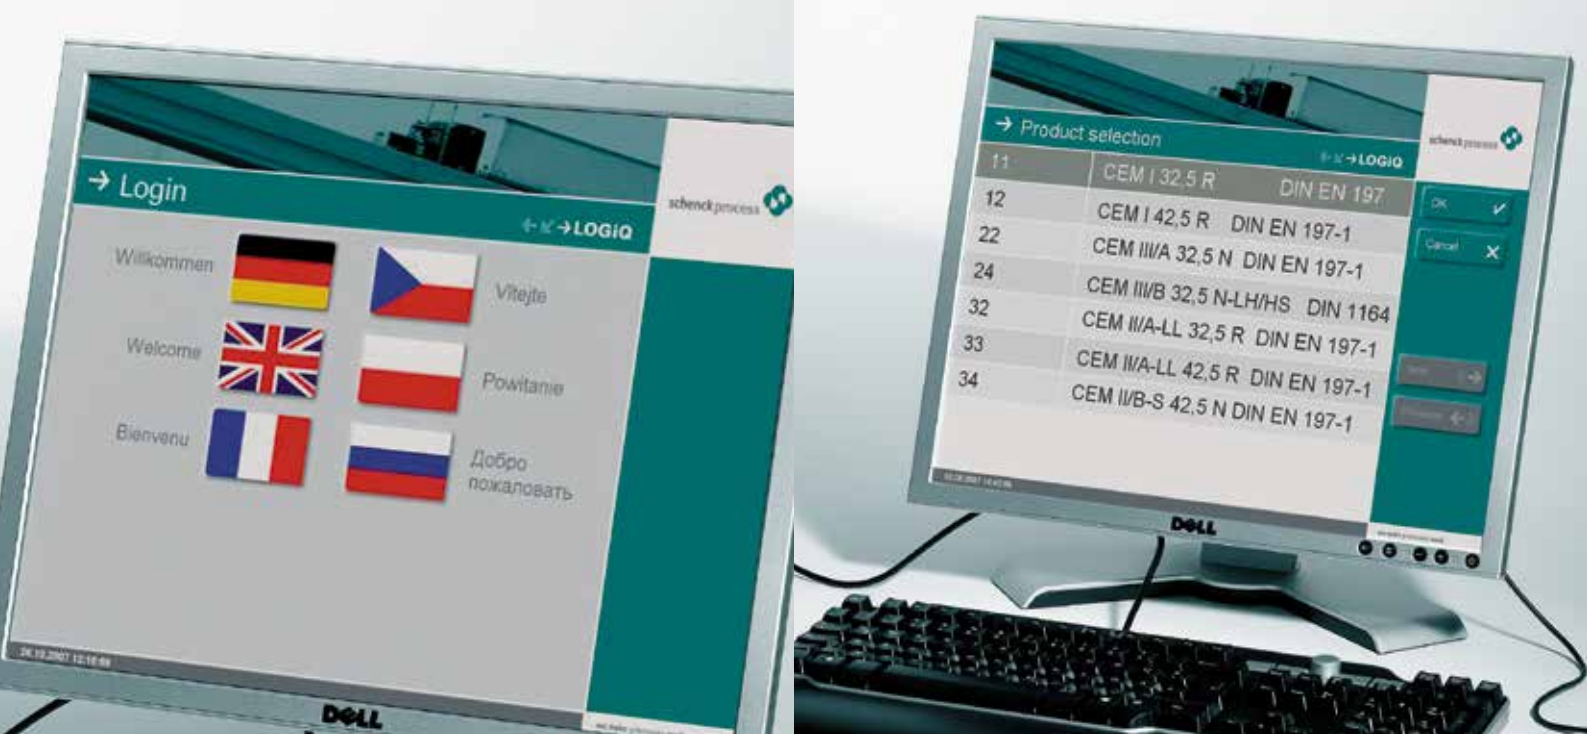 → Login
schenck process
→LOGiQ
Willkommen
Vítejte
Welcome
Powitanie
Bienvenu
Добро
пожаловать
DELL
→ Product selection
→LOGiQ
schenck process
11 CEM I 32,5 R DIN EN 197
12 CEM I 42,5 R DIN EN 197-1
22 CEM III/A 32,5 N DIN EN 197-1
24 CEM III/B 32,5 N-LH/HS DIN 1164
32 CEM II/A-LL 32,5 R DIN EN 197-1
33 CEM II/A-LL 42,5 R DIN EN 197-1
34 CEM II/B-S 42,5 N DIN EN 197-1
OK
Cancel
DELL